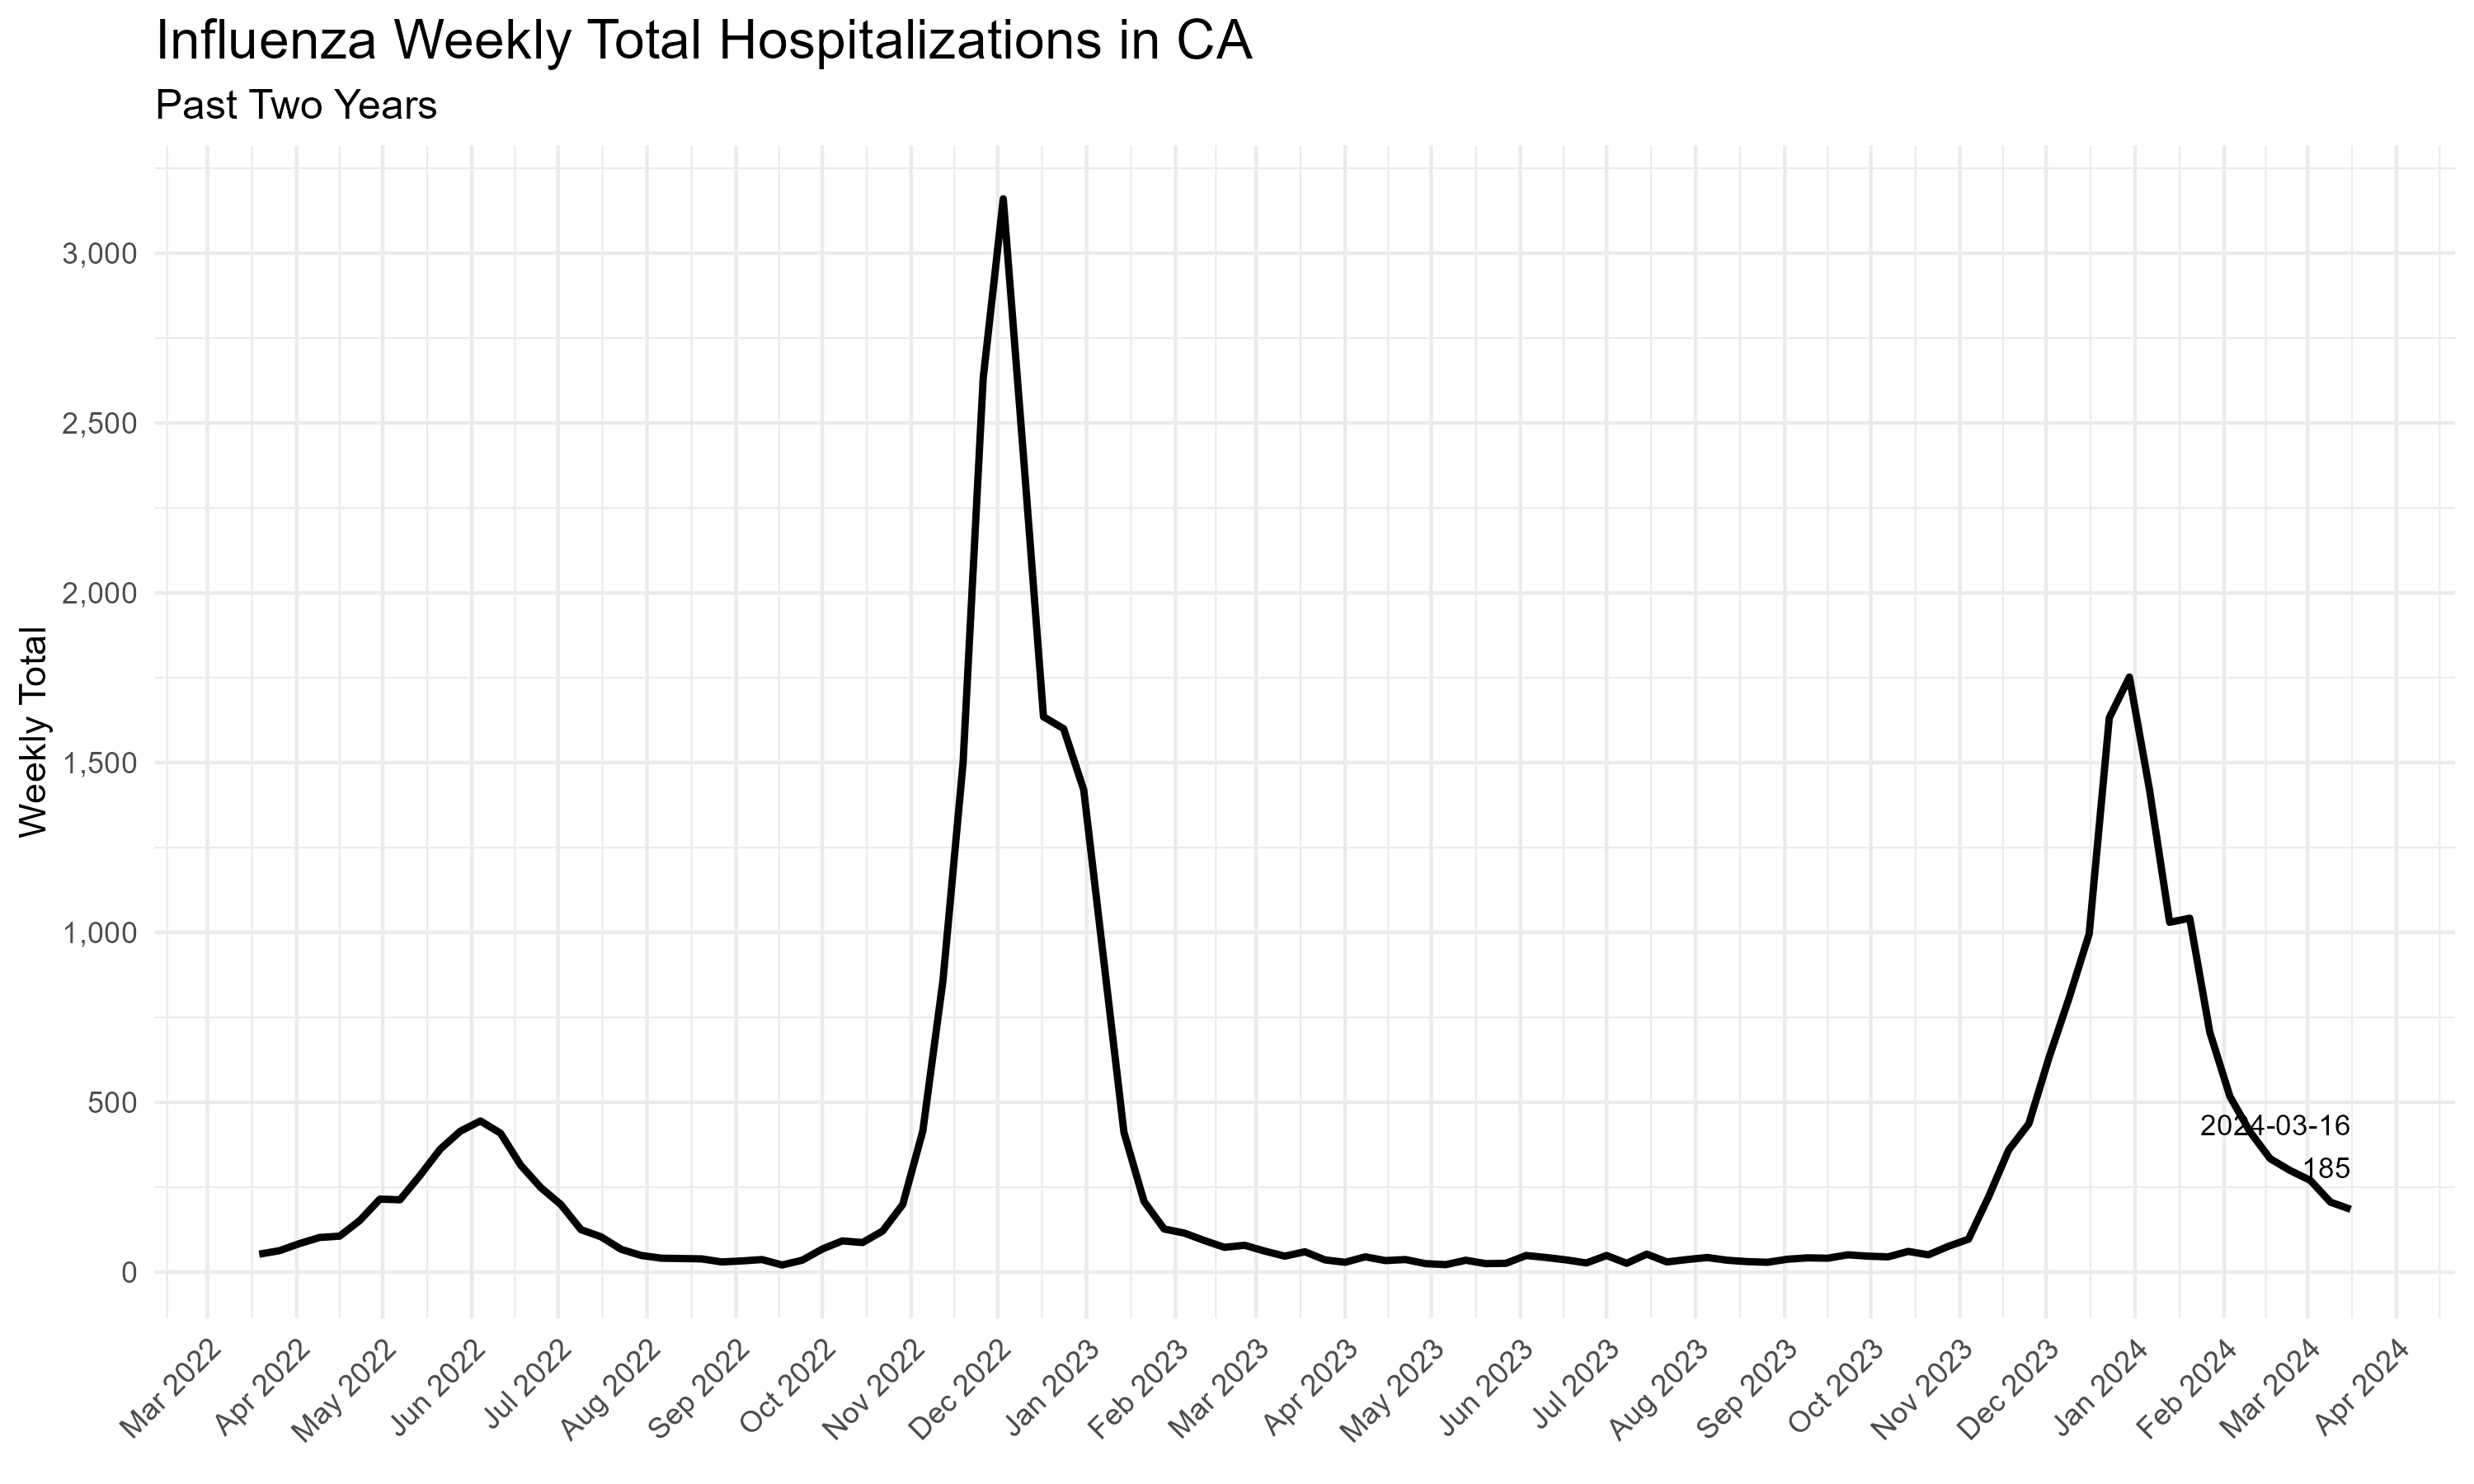 Influenza Weekly Total Hospitalizations in CA
Past Two Years
Weekly Total
3,000
2,500
2,000
1,500
1,000
500
0
2024-03-16
185
Mar 2022
Apr 2022
May 2022
Jun 2022
Jul 2022
Aug 2022
Sep 2022
Oct 2022
Nov 2022
Dec 2022
Jan 2023
Feb 2023
Mar 2023
Apr 2023
May 2023
Jun 2023
Jul 2023
Aug 2023
Sep 2023
Oct 2023
Nov 2023
Dec 2023
Jan 2024
Feb 2024
Mar 2024
Apr 2024